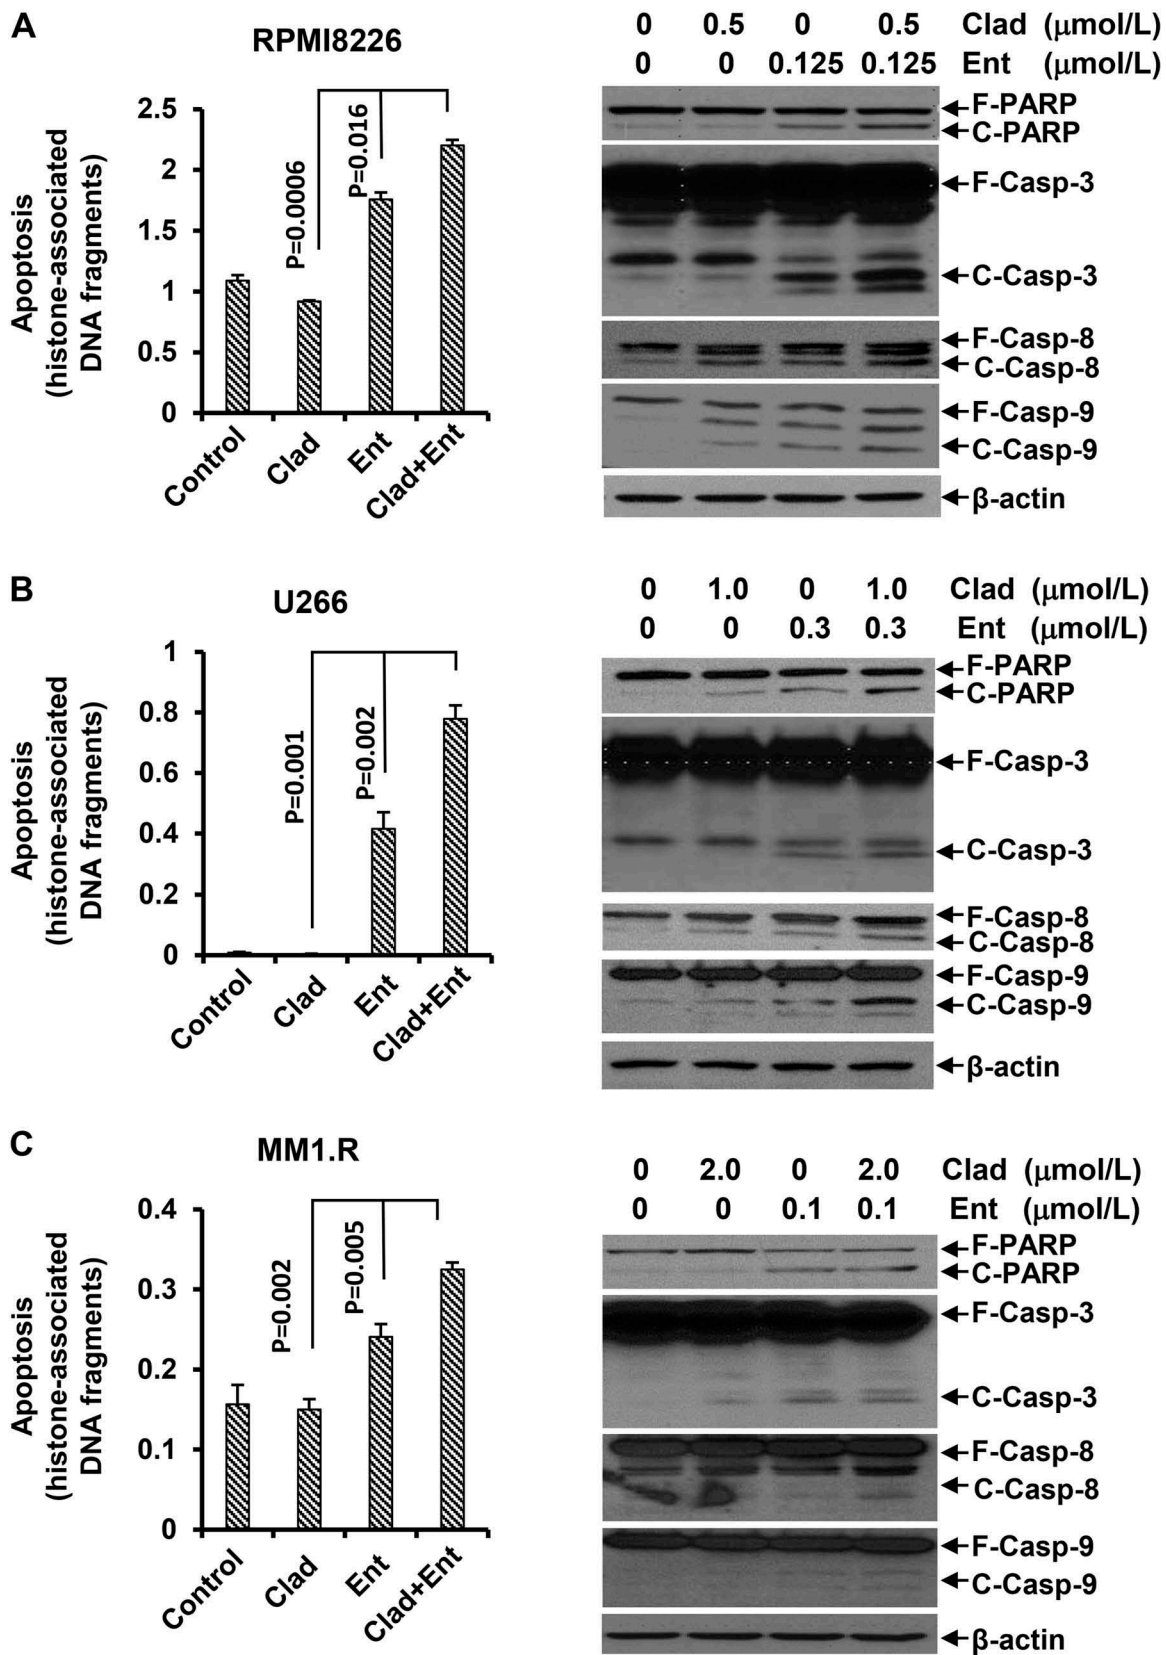 A
RPMI8226
Apoptosis
(histone-associated
DNA fragments)
2.5
2
1.5
1
0.5
0
P=0.0006
P=0.016
Control
Clad
Ent
Clad+Ent
0 0.5 0 0.5 Clad (μmol/L)
0 0 0.125 0.125 Ent (μmol/L)
F-PARP
C-PARP
F-Casp-3
C-Casp-3
F-Casp-8
C-Casp-8
F-Casp-9
C-Casp-9
β-actin
B
U266
Apoptosis
(histone-associated
DNA fragments)
1
0.8
0.6
0.4
0.2
0
P=0.001
P=0.002
Control
Clad
Ent
Clad+Ent
0 1.0 0 1.0 Clad (μmol/L)
0 0 0.3 0.3 Ent (μmol/L)
F-PARP
C-PARP
F-Casp-3
C-Casp-3
F-Casp-8
C-Casp-8
F-Casp-9
C-Casp-9
β-actin
C
MM1.R
Apoptosis
(histone-associated
DNA fragments)
0.4
0.3
0.2
0.1
0
P=0.002
P=0.005
Control
Clad
Ent
Clad+Ent
0 2.0 0 2.0 Clad (μmol/L)
0 0 0.1 0.1 Ent (μmol/L)
F-PARP
C-PARP
F-Casp-3
C-Casp-3
F-Casp-8
C-Casp-8
F-Casp-9
C-Casp-9
β-actin